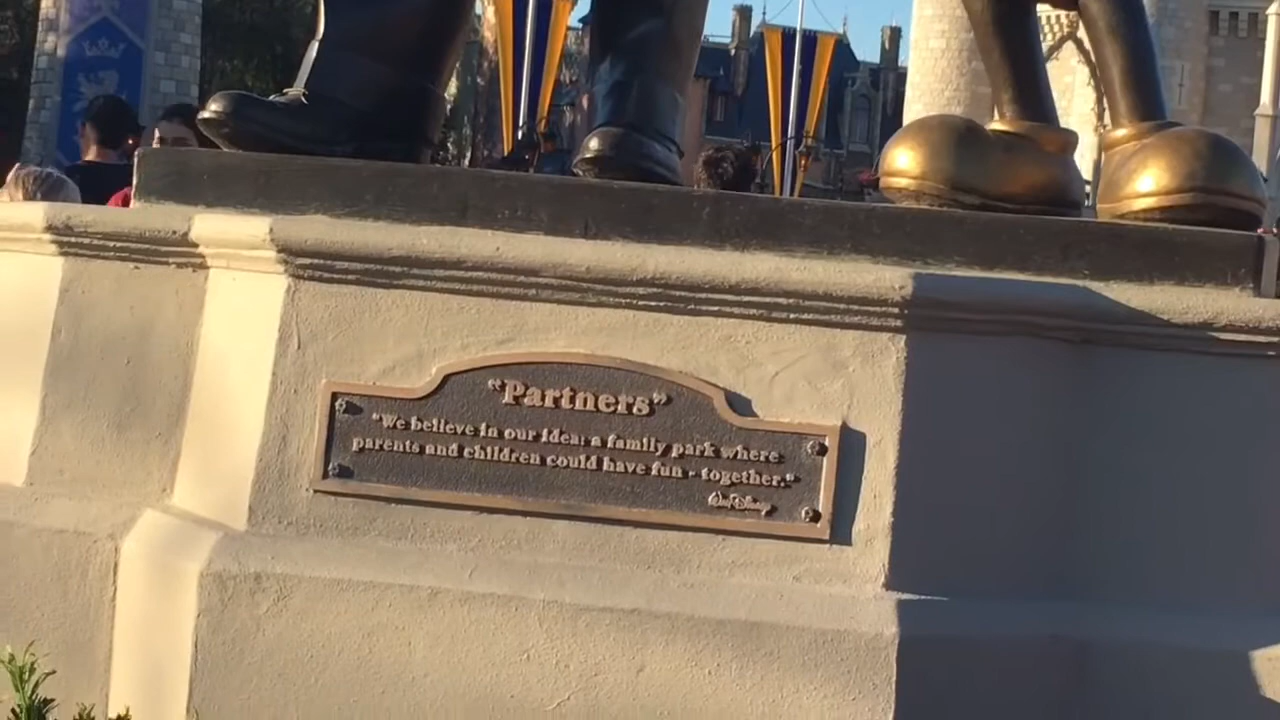 "Partners"
"We believe in our idea: a family park where
parents and children could have fun - together."
Walt Disney